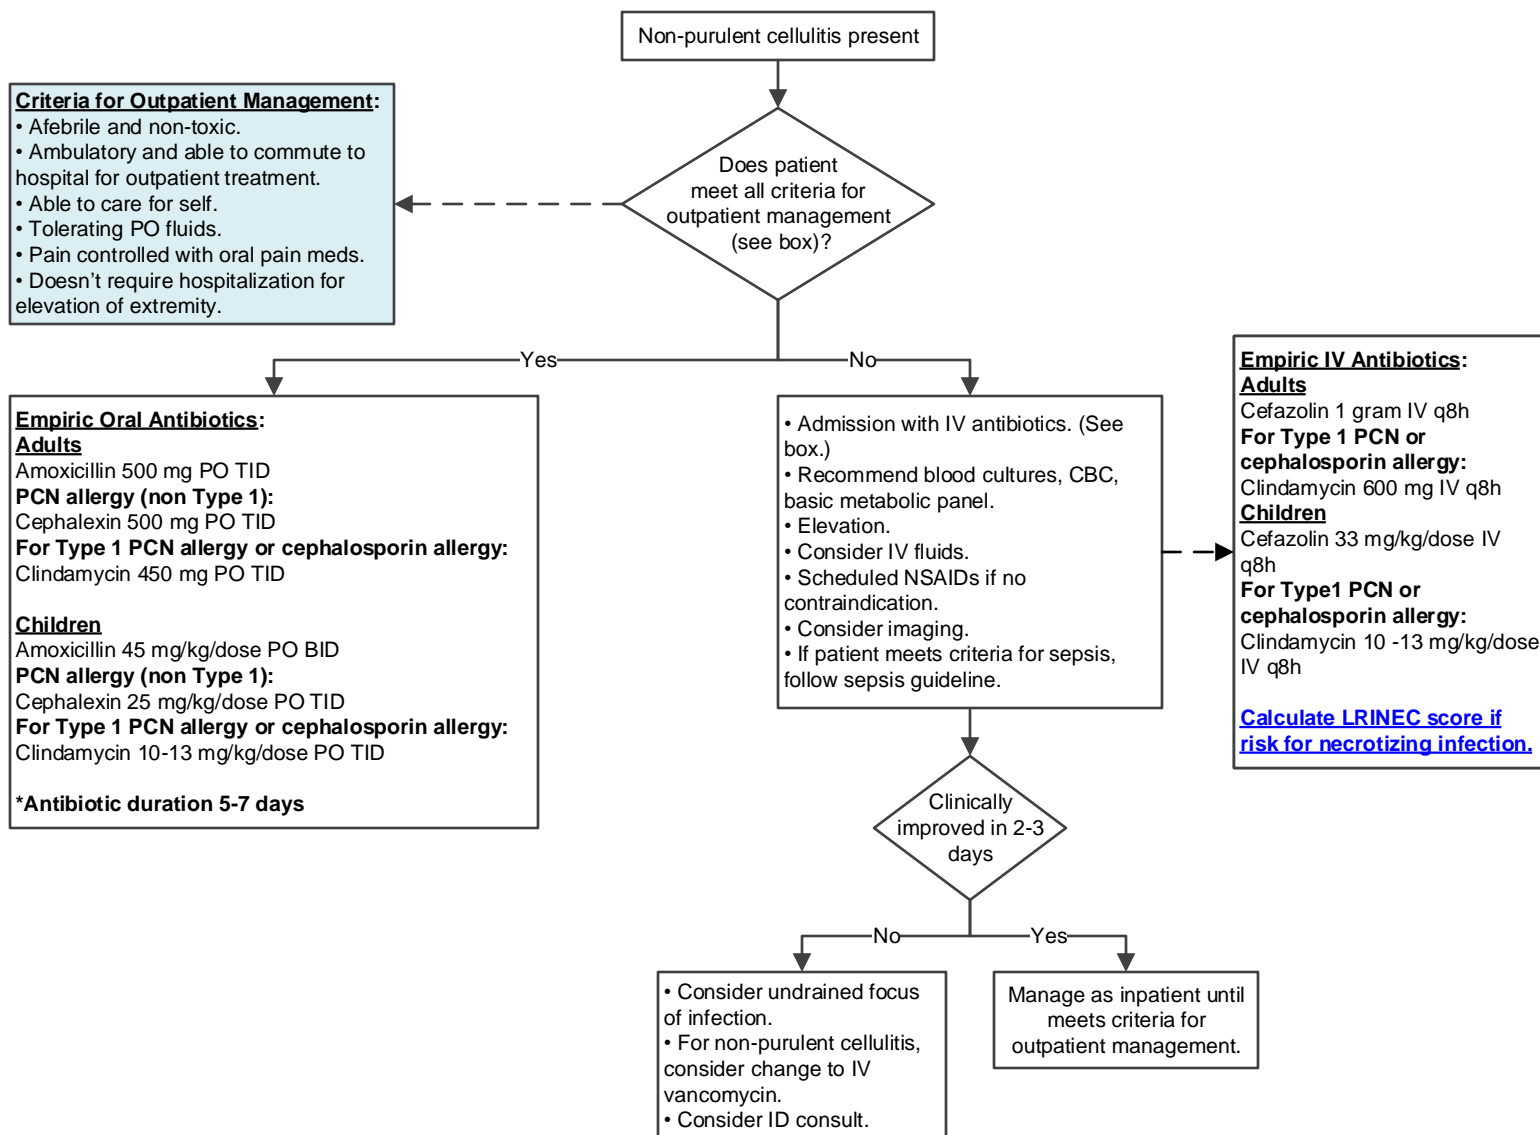 Non-purulent cellulitis present
Criteria for Outpatient Management:
• Afebrile and non-toxic.
• Ambulatory and able to commute to
hospital for outpatient treatment.
• Able to care for self.
• Tolerating PO fluids.
• Pain controlled with oral pain meds.
• Doesn’t require hospitalization for
elevation of extremity.
Does patient
meet all criteria for
outpatient management
(see box)?
Yes
No
Empiric Oral Antibiotics:
Adults
Amoxicillin 500 mg PO TID
PCN allergy (non Type 1):
Cephalexin 500 mg PO TID
For Type 1 PCN allergy or cephalosporin allergy:
Clindamycin 450 mg PO TID
Children
Amoxicillin 45 mg/kg/dose PO BID
PCN allergy (non Type 1):
Cephalexin 25 mg/kg/dose PO TID
For Type 1 PCN allergy or cephalosporin allergy:
Clindamycin 10-13 mg/kg/dose PO TID
*Antibiotic duration 5-7 days
• Admission with IV antibiotics. (See
box.)
• Recommend blood cultures, CBC,
basic metabolic panel.
• Elevation.
• Consider IV fluids.
• Scheduled NSAIDs if no
contraindication.
• Consider imaging.
• If patient meets criteria for sepsis,
follow sepsis guideline.
Empiric IV Antibiotics:
Adults
Cefazolin 1 gram IV q8h
For Type 1 PCN or
cephalosporin allergy:
Clindamycin 600 mg IV q8h
Children
Cefazolin 33 mg/kg/dose IV
q8h
For Type1 PCN or
cephalosporin allergy:
Clindamycin 10 -13 mg/kg/dose
IV q8h
Calculate LRINEC score if
risk for necrotizing infection.
Clinically
improved in 2-3
days
No
Yes
• Consider undrained focus
of infection.
• For non-purulent cellulitis,
consider change to IV
vancomycin.
• Consider ID consult.
Manage as inpatient until
meets criteria for
outpatient management.